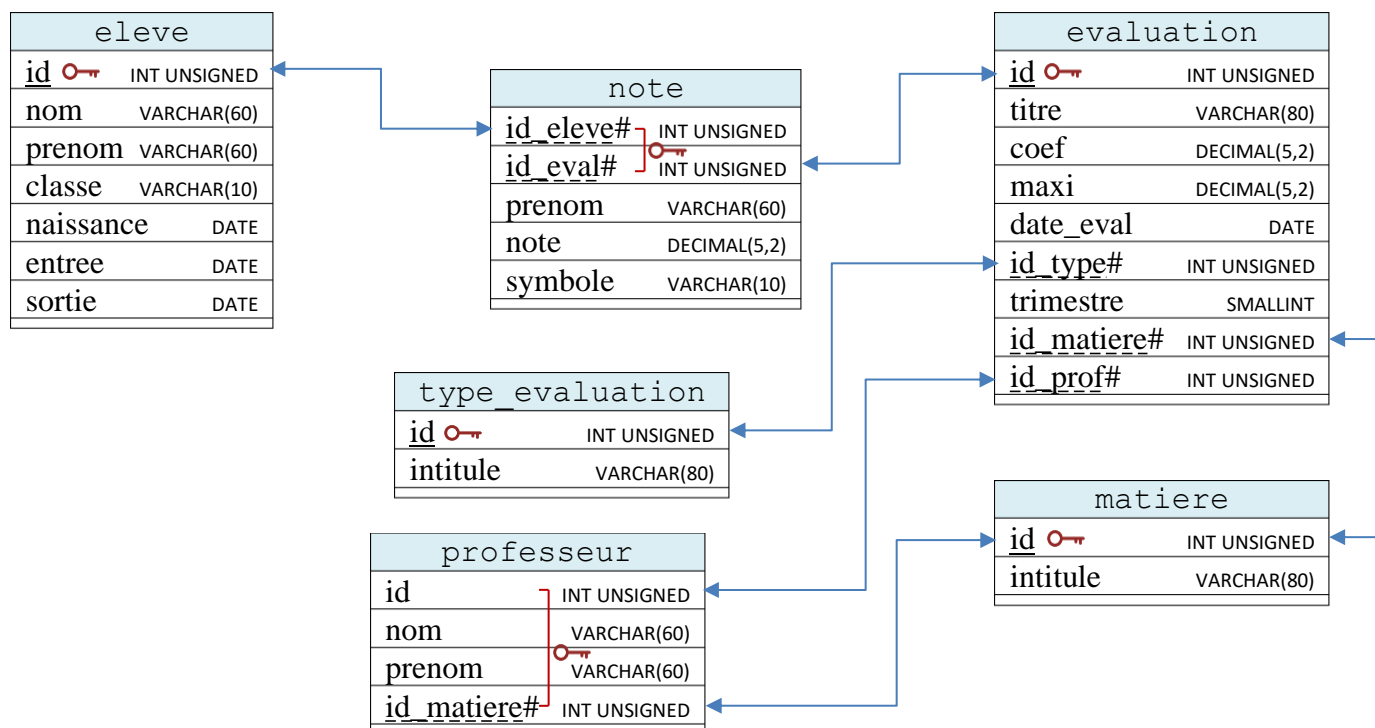 eleve
id INT UNSIGNED
nom VARCHAR(60)
prenom VARCHAR(60)
classe VARCHAR(10)
naissance DATE
entree DATE
sortie DATE
note
id_eleve# INT UNSIGNED
id_eval# INT UNSIGNED
prenom VARCHAR(60)
note DECIMAL(5,2)
symbole VARCHAR(10)
evaluation
id INT UNSIGNED
titre VARCHAR(80)
coef DECIMAL(5,2)
maxi DECIMAL(5,2)
date_eval DATE
id_type# INT UNSIGNED
trimestre SMALLINT
id_matiere# INT UNSIGNED
id_prof# INT UNSIGNED
type_evaluation
id INT UNSIGNED
intitule VARCHAR(80)
professeur
id INT UNSIGNED
nom VARCHAR(60)
prenom VARCHAR(60)
id_matiere# INT UNSIGNED
matiere
id INT UNSIGNED
intitule VARCHAR(80)